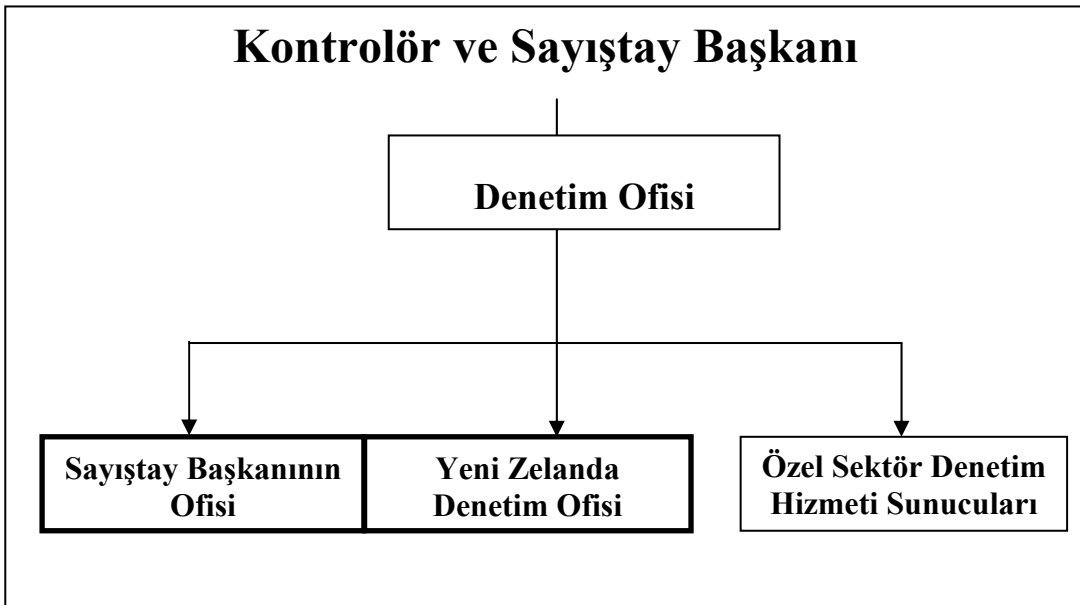 Kontrolör ve Sayıştay Başkanı
Denetim Ofisi
Sayıştay Başkanının
Ofisi
Yeni Zelanda
Denetim Ofisi
Özel Sektör Denetim
Hizmeti Sunucuları